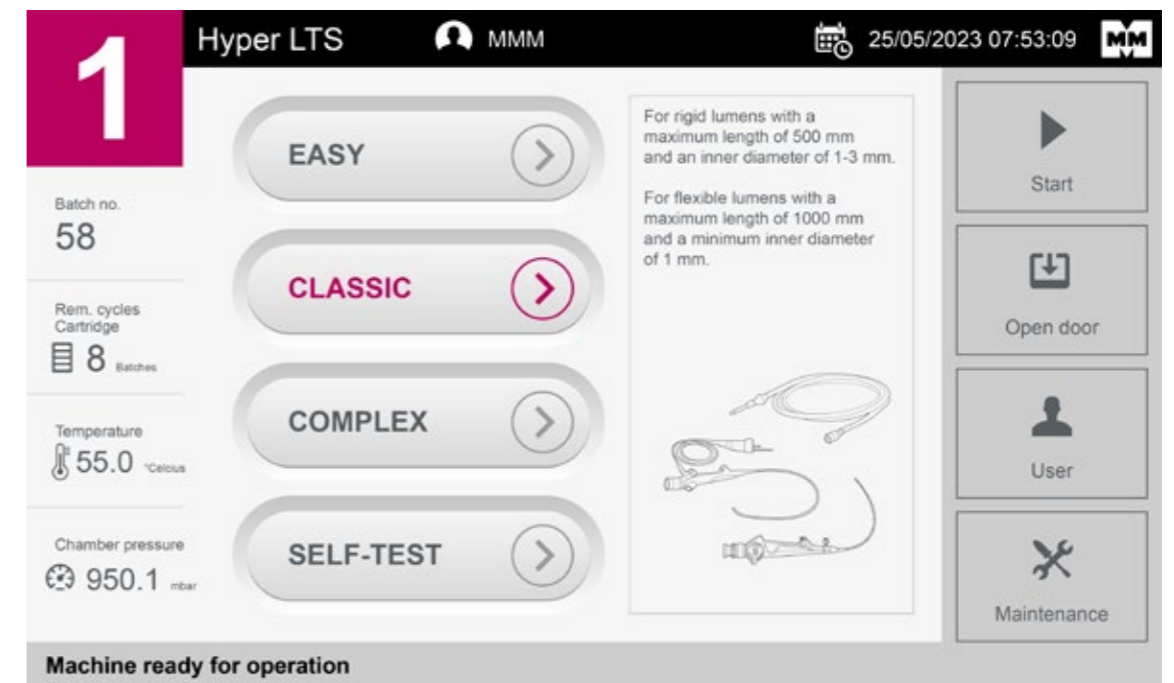 1
Hyper LTS
MMM
25/05/2023 07:53:09
MMM
Batch no.
58
Rem. cycles
Cartridge
8 Batches
Temperature
55.0 °Celcius
Chamber pressure
950.1 mbar
EASY
CLASSIC
COMPLEX
SELF-TEST
For rigid lumens with a
maximum length of 500 mm
and an inner diameter of 1-3 mm.
For flexible lumens with a
maximum length of 1000 mm
and a minimum inner diameter
of 1 mm.
Start
Open door
User
Maintenance
Machine ready for operation